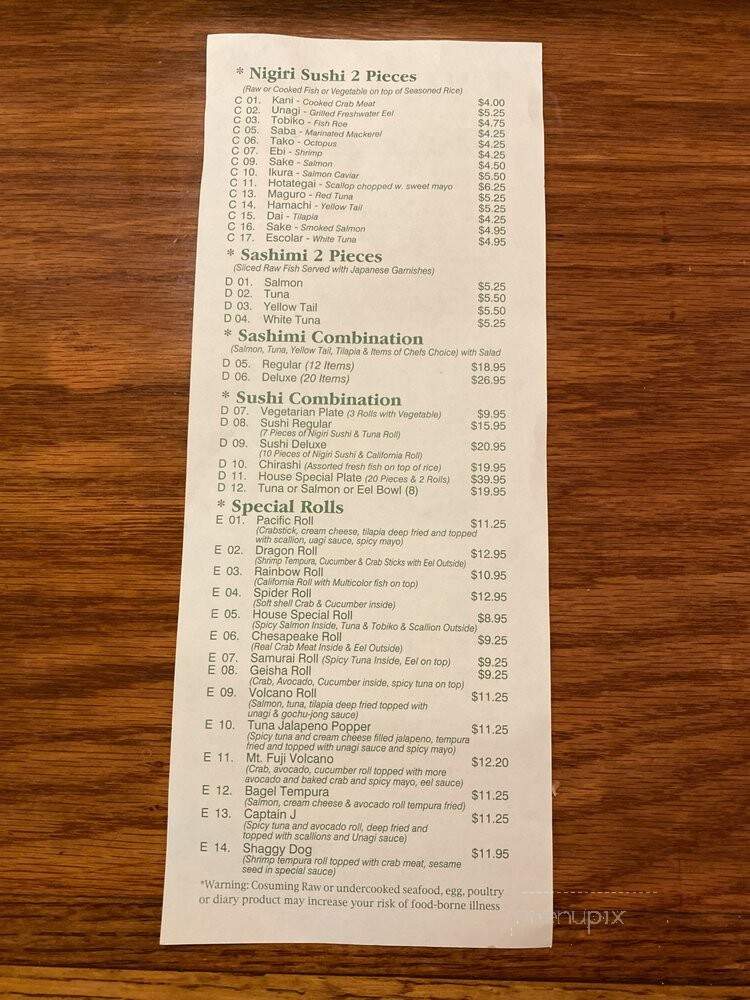 * Nigiri Sushi 2 Pieces
(Raw or Cooked Fish or Vegetable on top of Seasoned Rice)
C 01. Kani - Cooked Crab Meat $4.00
C 02. Unagi - Grilled Freshwater Eel $5.25
C 03. Tobiko - Fish Roe $4.75
C 05. Saba - Marinated Mackerel $4.25
C 06. Tako - Octopus $4.25
C 07. Ebi - Shrimp $4.25
C 09. Sake - Salmon $4.50
C 10. Ikura - Salmon Caviar $5.50
C 11. Hotategai - Scallop chopped w. sweet mayo $6.25
C 13. Maguro - Red Tuna $5.25
C 14. Hamachi - Yellow Tail $5.25
C 15. Dai - Tilapia $4.25
C 16. Sake - Smoked Salmon $4.95
C 17. Escolar - White Tuna $4.95
* Sashimi 2 Pieces
(Sliced Raw Fish Served with Japanese Garnishes)
D 01. Salmon $5.25
D 02. Tuna $5.50
D 03. Yellow Tail $5.50
D 04. White Tuna $5.25
* Sashimi Combination
(Salmon, Tuna, Yellow Tail, Tilapia & Items of Chefs Choice) with Salad
D 05. Regular (12 Items) $18.95
D 06. Deluxe (20 Items) $26.95
* Sushi Combination
D 07. Vegetarian Plate (3 Rolls with Vegetable) $9.95
D 08. Sushi Regular $15.95
(7 Pieces of Nigiri Sushi & Tuna Roll)
D 09. Sushi Deluxe $20.95
(10 Pieces of Nigiri Sushi & California Roll)
D 10. Chirashi (Assorted fresh fish on top of rice) $19.95
D 11. House Special Plate (20 Pieces & 2 Rolls) $39.95
D 12. Tuna or Salmon or Eel Bowl (8) $19.95
* Special Rolls
E 01. Pacific Roll $11.25
(Crabstick, cream cheese, tilapia deep fried and topped
with scallion, uagi sauce, spicy mayo)
E 02. Dragon Roll $12.95
(Shrimp Tempura, Cucumber & Crab Sticks with Eel Outside)
E 03. Rainbow Roll $10.95
(California Roll with Multicolor fish on top)
E 04. Spider Roll $12.95
(Soft shell Crab & Cucumber inside)
E 05. House Special Roll $8.95
(Spicy Salmon Inside, Tuna & Tobiko & Scallion Outside)
E 06. Chesapeake Roll $9.25
(Real Crab Meat Inside & Eel Outside)
E 07. Samurai Roll (Spicy Tuna Inside, Eel on top) $9.25
E 08. Geisha Roll $9.25
(Crab, Avocado, Cucumber inside, spicy tuna on top)
E 09. Volcano Roll $11.25
(Salmon, tuna, tilapia deep fried topped with
unagi & gochu-jong sauce)
E 10. Tuna Jalapeno Popper $11.25
(Spicy tuna and cream cheese filled jalapeno, tempura
fried and topped with unagi sauce and spicy mayo)
E 11. Mt. Fuji Volcano $12.20
(Crab, avocado, cucumber roll topped with more
avocado and baked crab and spicy mayo, eel sauce)
E 12. Bagel Tempura $11.25
(Salmon, cream cheese & avocado roll tempura fried)
E 13. Captain J $11.25
(Spicy tuna and avocado roll, deep fried and
topped with scallions and Unagi sauce)
E 14. Shaggy Dog $11.95
(Shrimp tempura roll topped with crab meat, sesame
seed in special sauce)
*Warning: Cosuming Raw or undercooked seafood, egg, poultry
or diary product may increase your risk of food-borne illness
menupix